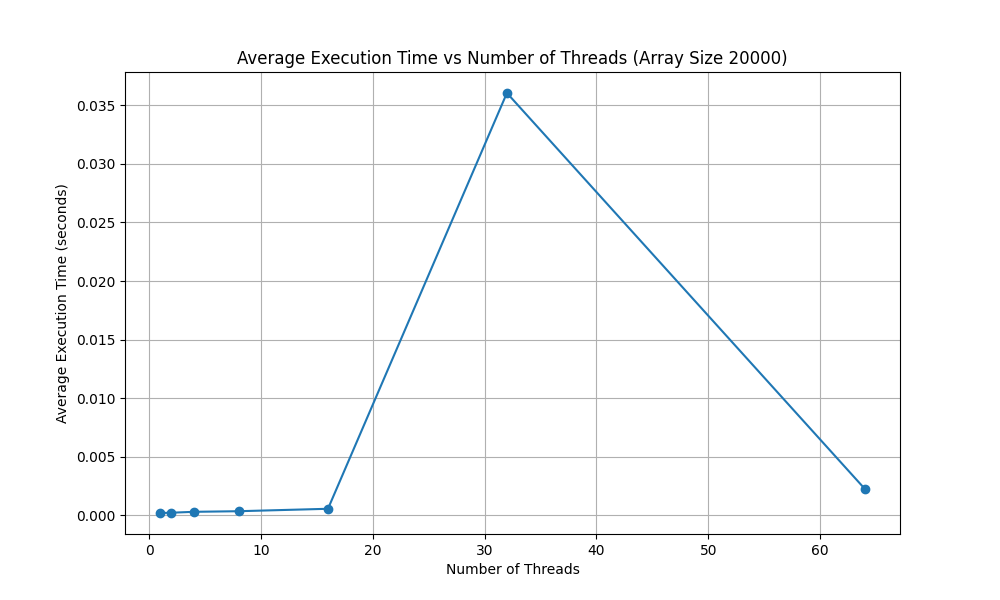 Average Execution Time vs Number of Threads (Array Size 20000)
Average Execution Time (seconds)
0.035
0.030
0.025
0.020
0.015
0.010
0.005
0.000
0 10 20 30 40 50 60
Number of Threads